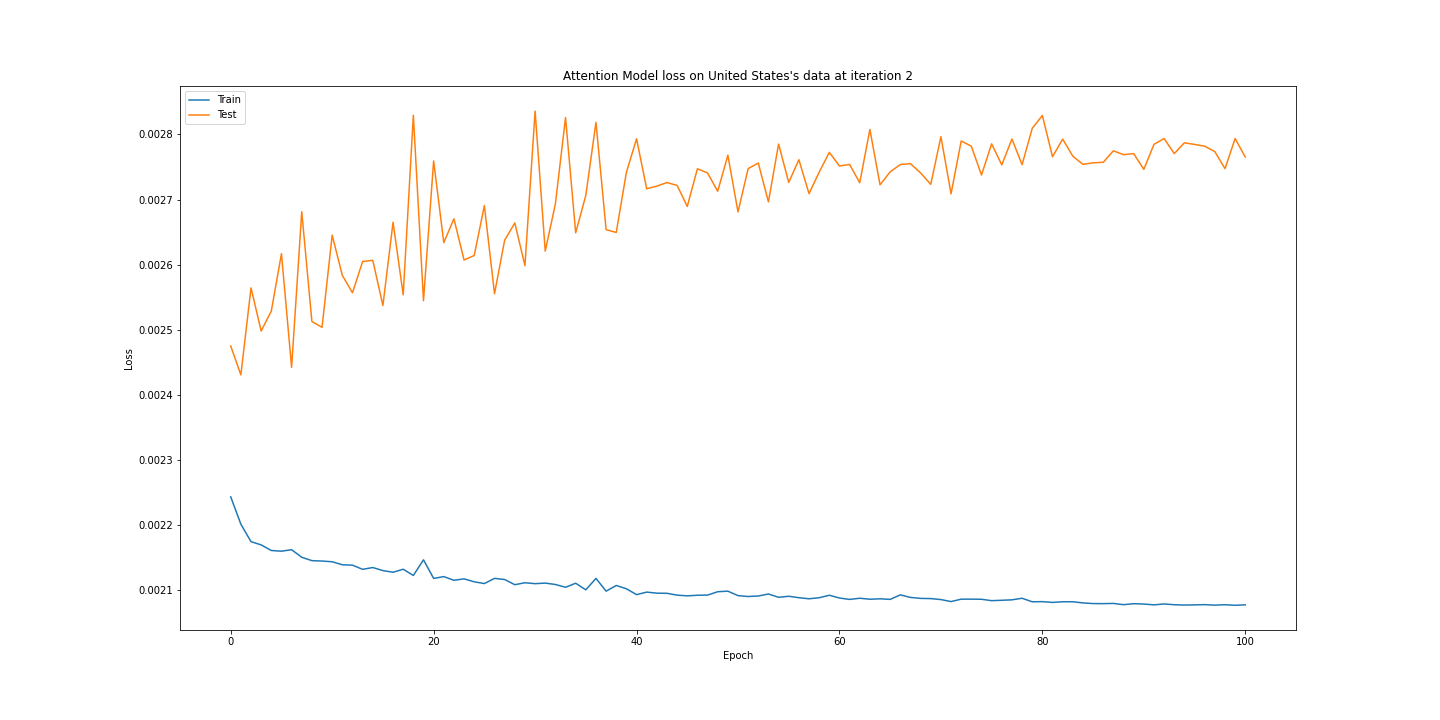 Attention Model loss on United States's data at iteration 2
Train
Test
0.0028
0.0027
0.0026
0.0025
0.0024
0.0023
0.0022
0.0021
Loss
0 20 40 60 80 100
Epoch